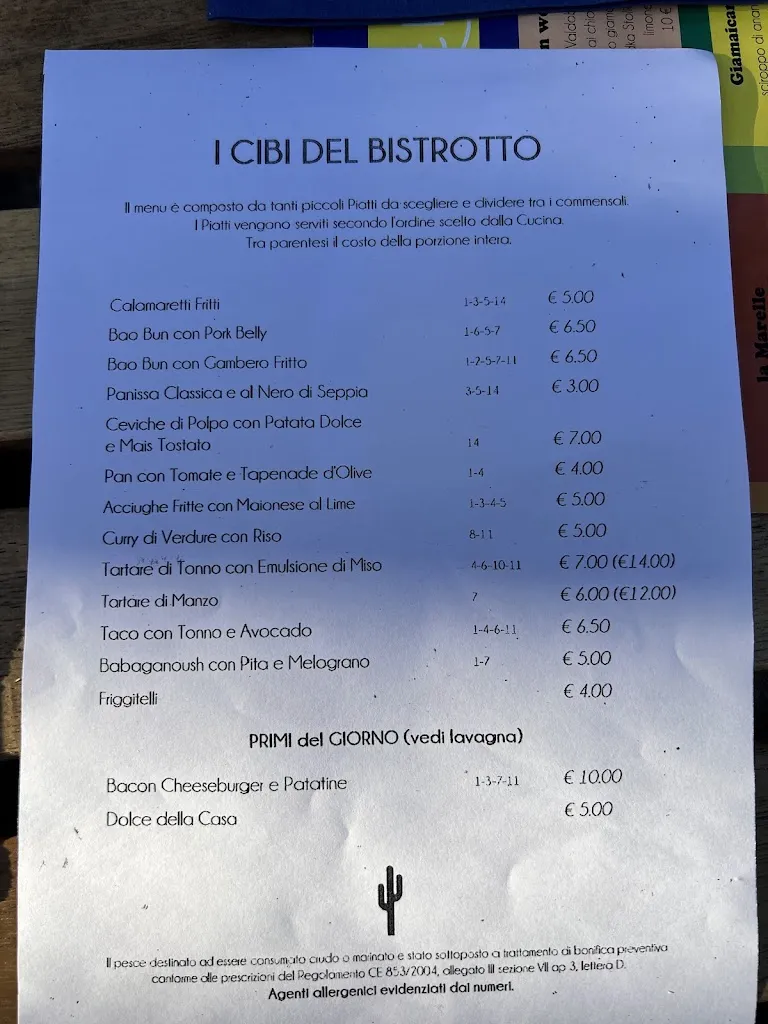 I CIBI DEL BISTROTTO
Il menu è composto da tanti piccoli Piatti da scegliere e dividere tra i commensali.
I Piatti vengono serviti secondo l'ordine scelto dalla Cucina.
Tra parentesi il costo della porzione intera.
Calamaretti Fritti 1-3-5-14 € 5.00
Bao Bun con Pork Belly 1-6-5-7 € 6.50
Bao Bun con Gambero Fritto 1-2-5-7-11 € 6.50
Panissa Classica e al Nero di Seppia 3-5-14 € 3.00
Ceviche di Polpo con Patata Dolce
e Mais Tostato 14 € 7.00
Pan con Tomate e Tapenade d'Olive 1-4 € 4.00
Acciughe Fritte con Maionese al Lime 1-3-4-5 € 5.00
Curry di Verdure con Riso 8-11 € 5.00
Tartare di Tonno con Emulsione di Miso 4-6-10-11 € 7.00 (€14.00)
Tartare di Manzo 7 € 6.00 (€12.00)
Taco con Tonno e Avocado 1-4-6-11 € 6.50
Babaganoush con Pita e Melograno 1-7 € 5.00
Friggitelli € 4.00
PRIMI del GIORNO (vedi lavagna)
Bacon Cheeseburger e Patatine 1-3-7-11 € 10.00
Dolce della Casa € 5.00
Il pesce destinato ad essere consumato crudo o marinato e stato sottoposto a trattamento di bonifica preventiva
conforme alle prescrizioni del Regolamento CE 853/2004, allegato III sezione VII ap 3, lettera D.
Agenti allergenici evidenziati dai numeri.
Giamaican
la Marelle
limone
10 €